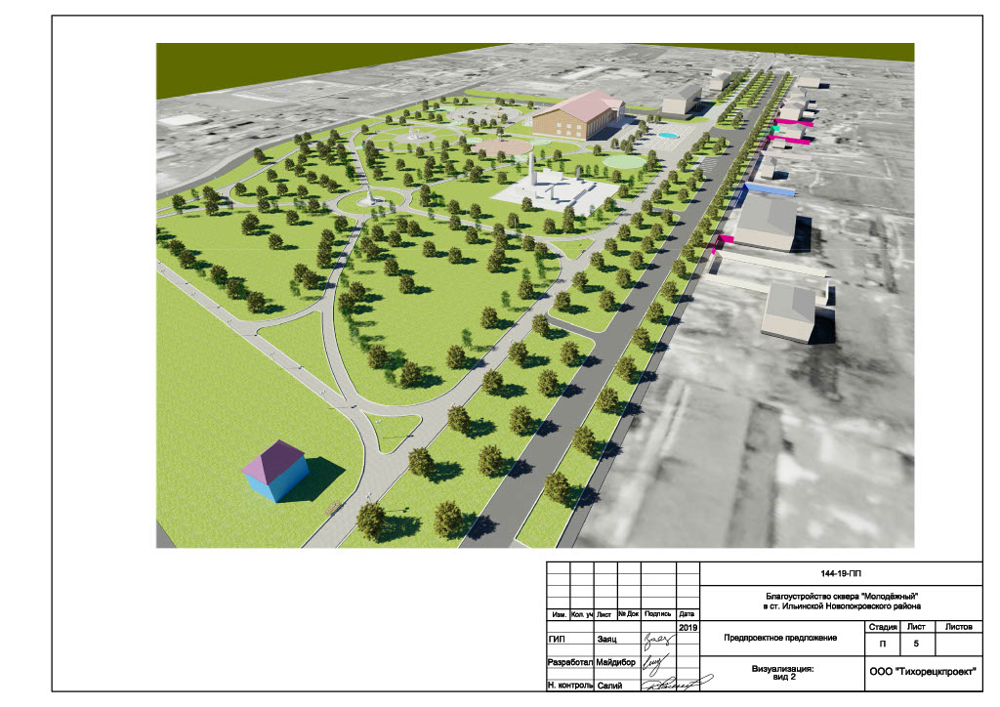 144-19-ПП
Благоустройство сквера "Молодёжный"
в ст. Ильинской Новопокровского района
Изм. Кол. уч Лист № Док Подпись Дата
2019
Предпроектное предложение
Стадия Лист Листов
П 5
ГИП Заяц
Разработал Майдибор
Н. контроль Салий
Визуализация:
вид 2
ООО "Тихорецкпроект"